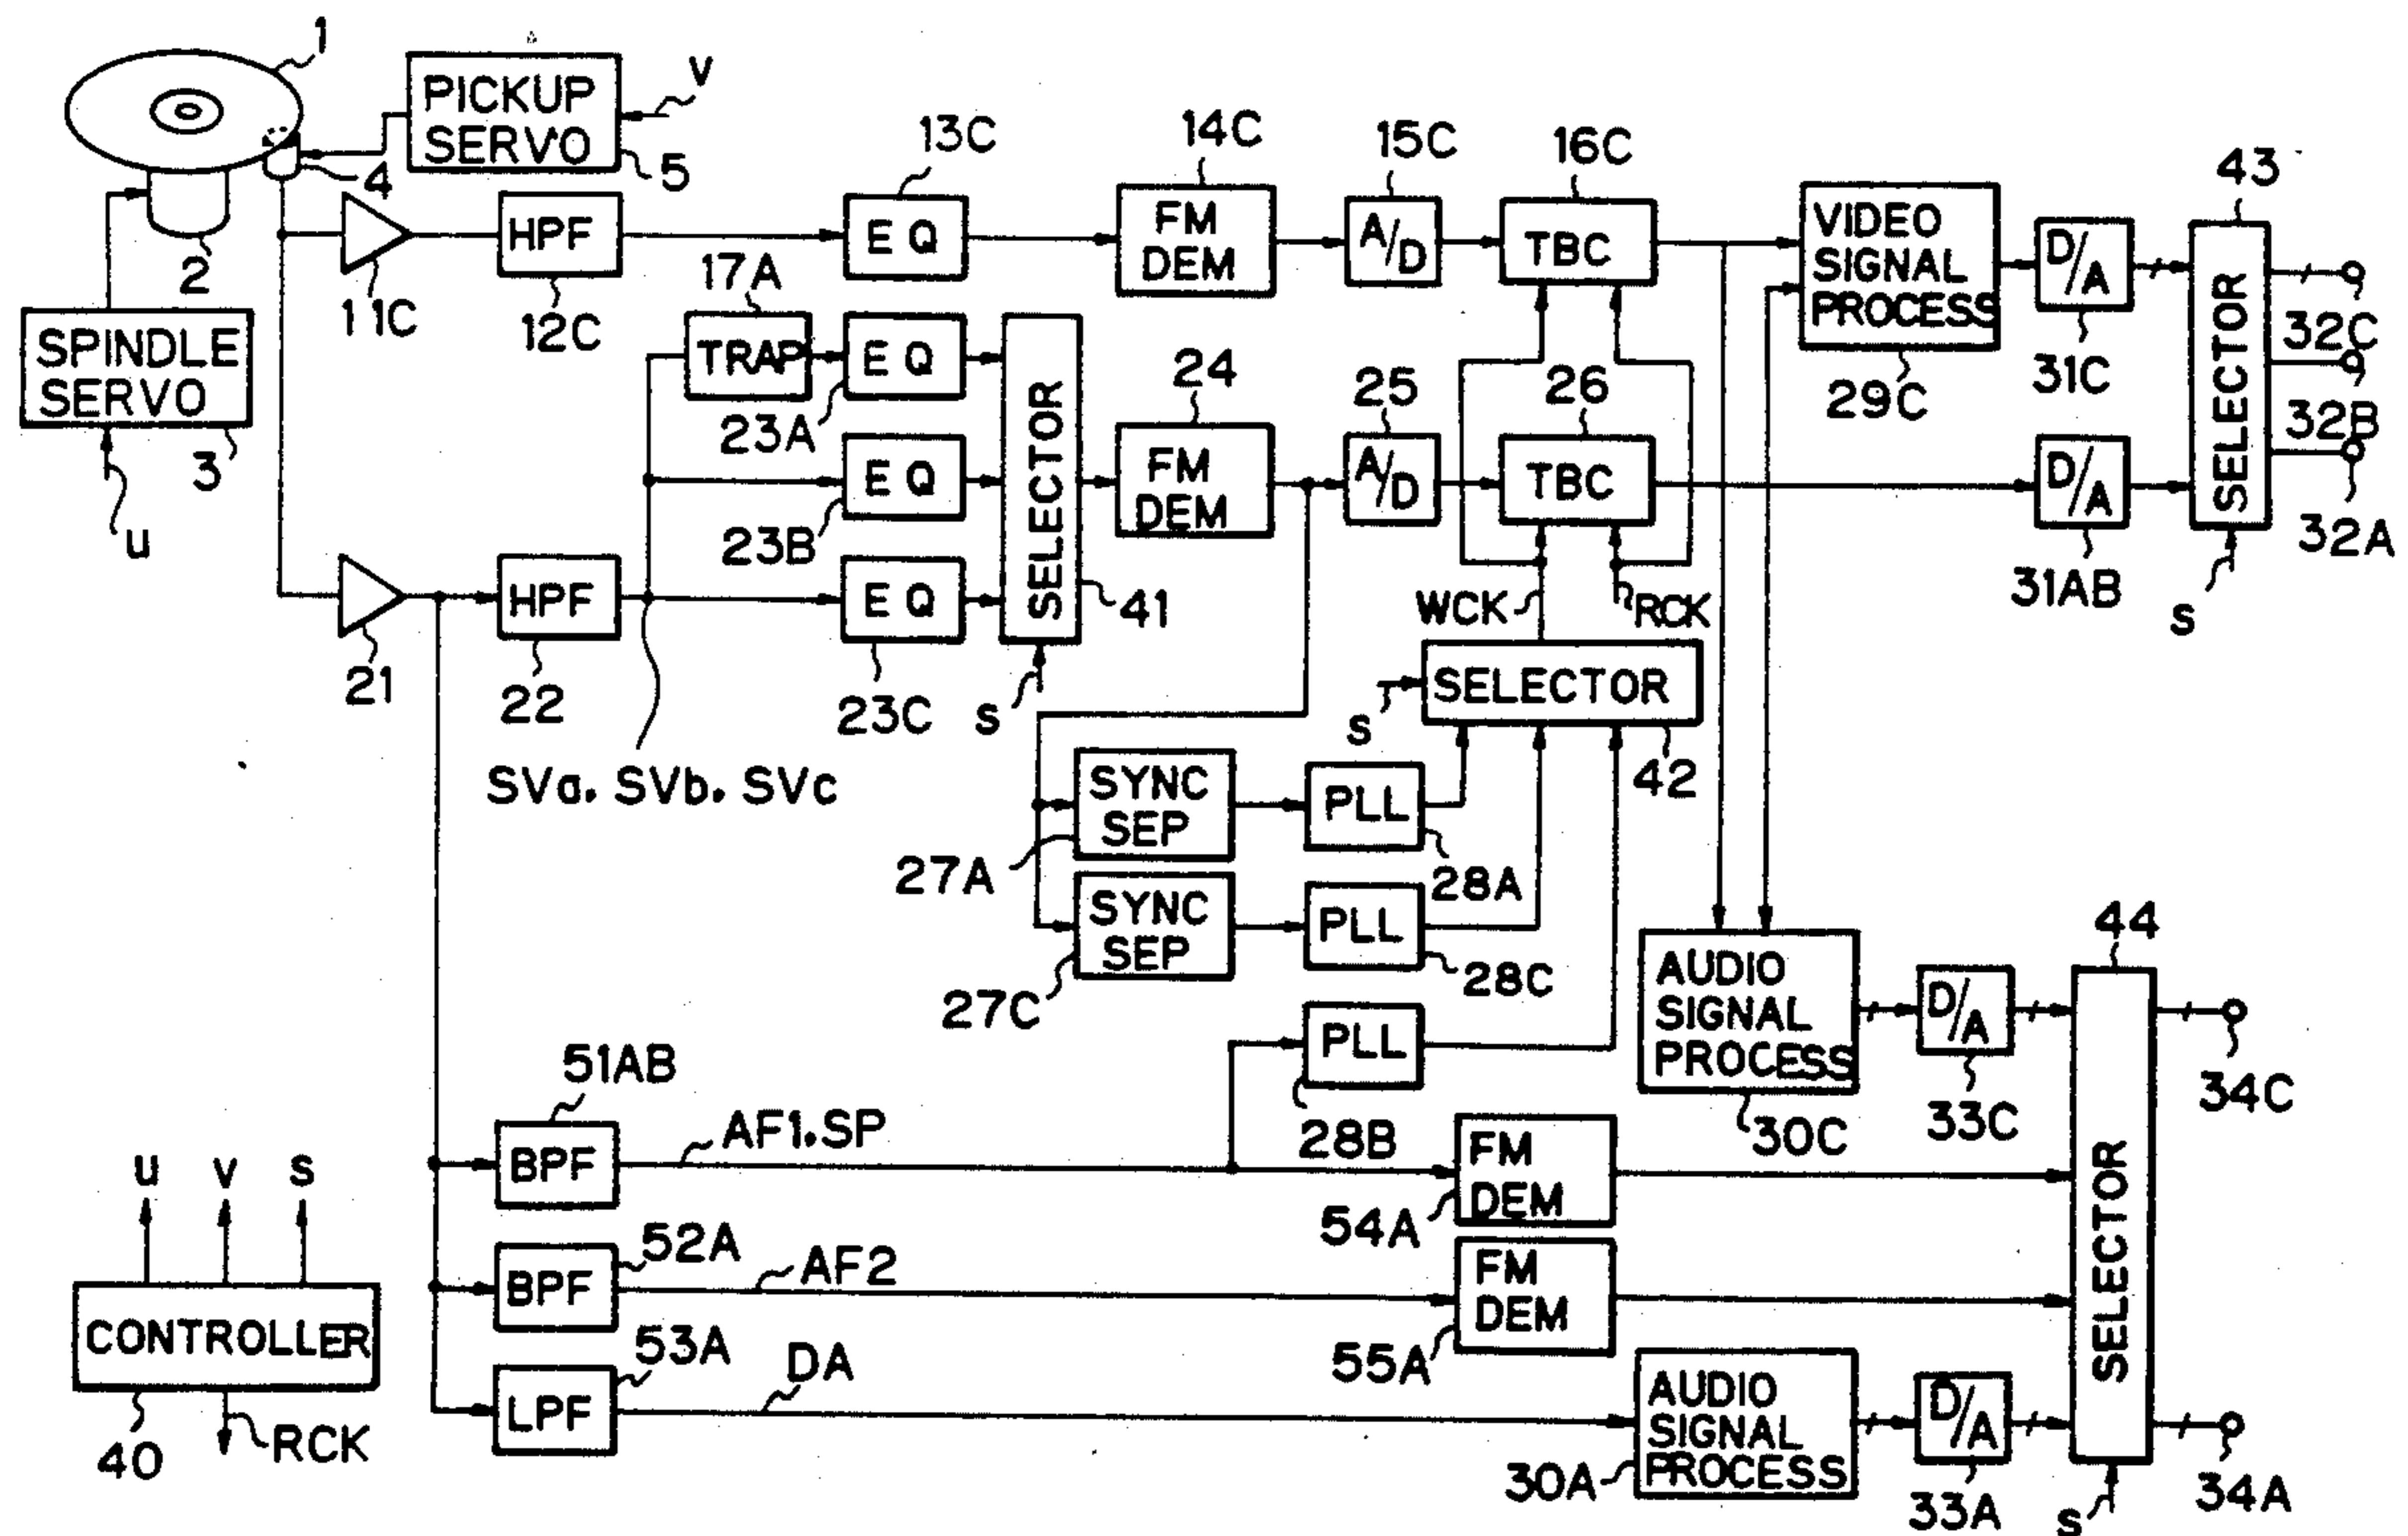 1
PICKUP
SERVO
v
5
4
2
SPINDLE
SERVO
3
u
11C
HPF
12C
13C
EQ
14C
FM
DEM
15C
A/D
16C
TBC
VIDEO
SIGNAL
PROCESS
29C
D/A
31C
43
SELECTOR
32C
32B
32A
s
17A
TRAP
EQ
23A
EQ
23B
EQ
23C
SELECTOR
41
s
24
FM
DEM
25
A/D
26
TBC
D/A
31AB
WCK
RCK
21
HPF
22
SVa. SVb. SVc
s
SELECTOR
42
SYNC
SEP
27A
PLL
28A
SYNC
SEP
27C
PLL
28C
PLL
28B
AUDIO
SIGNAL
PROCESS
30C
D/A
33C
44
SELECTOR
34C
34A
s
51AB
BPF
AF1.SP
FM
DEM
54A
52A
BPF
AF2
FM
DEM
55A
53A
LPF
DA
AUDIO
SIGNAL
PROCESS
30A
D/A
33A
u
v
s
CONTROLLER
40
RCK